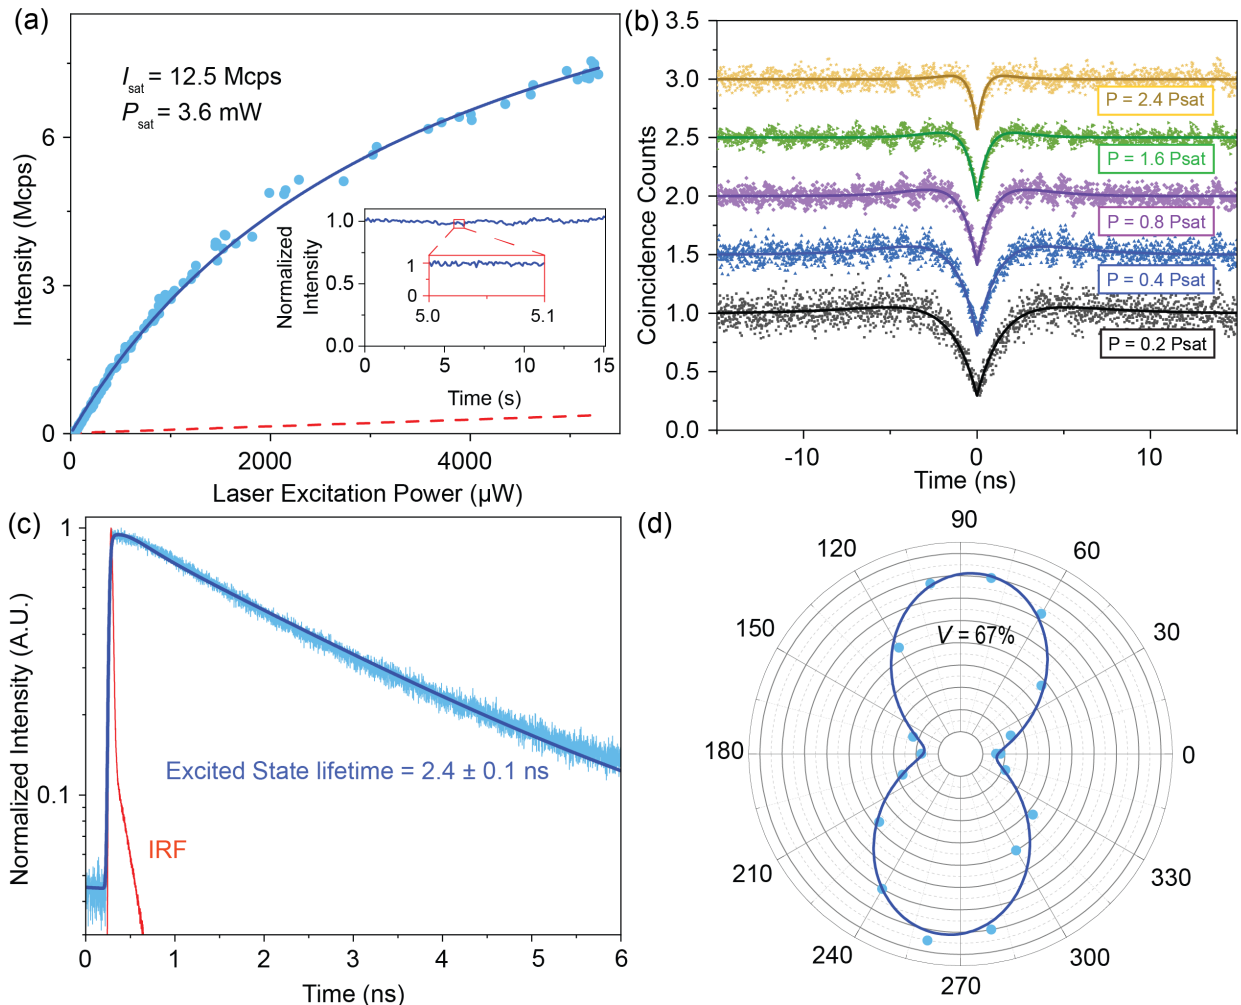 (a)
I_sat = 12.5 Mcps
P_sat = 3.6 mW
Intensity (Mcps)
6
3
0
0
2000
4000
Laser Excitation Power (µW)
Normalized
Intensity
1.0
0.5
0.0
1
0
5.0
5.1
0
5
10
15
Time (s)
(b)
Coincidence Counts
3.5
3.0
2.5
2.0
1.5
1.0
0.5
0.0
P = 2.4 Psat
P = 1.6 Psat
P = 0.8 Psat
P = 0.4 Psat
P = 0.2 Psat
-10
0
10
Time (ns)
(c)
Normalized Intensity (A.U.)
1
0.1
Excited State lifetime = 2.4 ± 0.1 ns
IRF
0
1
2
3
4
5
6
Time (ns)
(d)
90
120
60
150
30
V = 67%
180
0
210
330
240
300
270